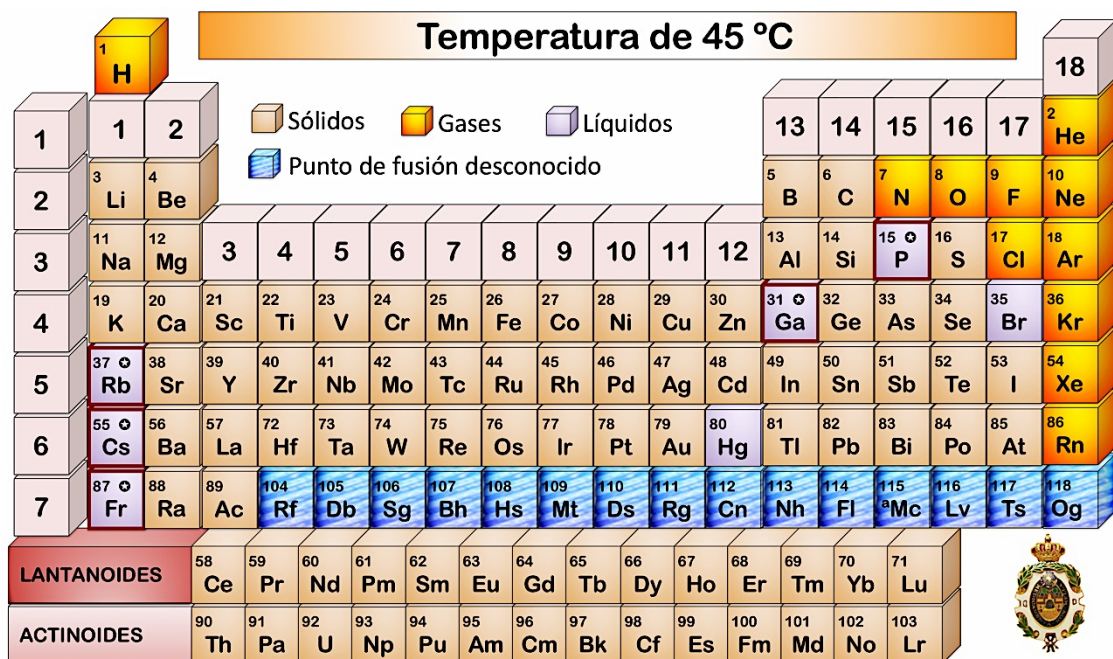 Temperatura de 45 ºC
1 H
18
1 2 13 14 15 16 17
Sólidos Gases Líquidos
Punto de fusión desconocido
1 2 He
2 3 Li 4 Be 5 B 6 C 7 N 8 O 9 F 10 Ne
3 4 5 6 7 8 9 10 11 12
3 11 Na 12 Mg 13 Al 14 Si 15 ✪ P 16 S 17 Cl 18 Ar
4 19 K 20 Ca 21 Sc 22 Ti 23 V 24 Cr 25 Mn 26 Fe 27 Co 28 Ni 29 Cu 30 Zn 31 ✪ Ga 32 Ge 33 As 34 Se 35 Br 36 Kr
5 37 ✪ Rb 38 Sr 39 Y 40 Zr 41 Nb 42 Mo 43 Tc 44 Ru 45 Rh 46 Pd 47 Ag 48 Cd 49 In 50 Sn 51 Sb 52 Te 53 I 54 Xe
6 55 ✪ Cs 56 Ba 57 La 72 Hf 73 Ta 74 W 75 Re 76 Os 77 Ir 78 Pt 79 Au 80 Hg 81 Tl 82 Pb 83 Bi 84 Po 85 At 86 Rn
7 87 ✪ Fr 88 Ra 89 Ac 104 Rf 105 Db 106 Sg 107 Bh 108 Hs 109 Mt 110 Ds 111 Rg 112 Cn 113 Nh 114 Fl 115 ªMc 116 Lv 117 Ts 118 Og
LANTANOIDES 58 Ce 59 Pr 60 Nd 61 Pm 62 Sm 63 Eu 64 Gd 65 Tb 66 Dy 67 Ho 68 Er 69 Tm 70 Yb 71 Lu
ACTINOIDES 90 Th 91 Pa 92 U 93 Np 94 Pu 95 Am 96 Cm 97 Bk 98 Cf 99 Es 100 Fm 101 Md 102 No 103 Lr